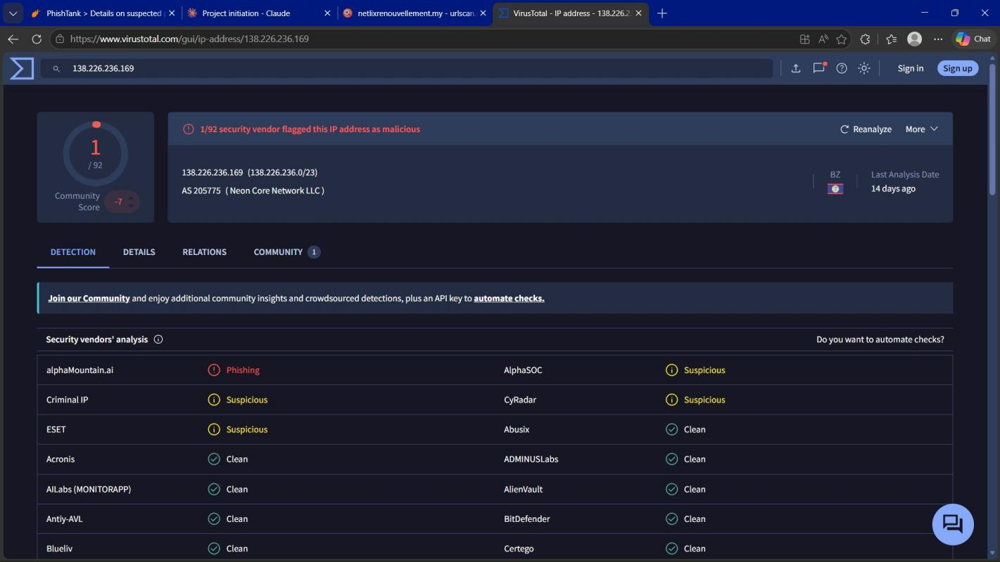 PhishTank > Details on suspected
Project initiation - Claude
netlixrenouvellement.my - urlscan.
VirusTotal - IP address - 138.226.2
https://www.virustotal.com/gui/ip-address/138.226.236.169
Chat
138.226.236.169
Sign in
Sign up
1
/ 92
Community Score
-7
1/92 security vendor flagged this IP address as malicious
Reanalyze
More
138.226.236.169 (138.226.236.0/23)
AS 205775 ( Neon Core Network LLC )
BZ
Last Analysis Date
14 days ago
DETECTION
DETAILS
RELATIONS
COMMUNITY 1
Join our Community and enjoy additional community insights and crowdsourced detections, plus an API key to automate checks.
Security vendors' analysis
Do you want to automate checks?
alphaMountain.ai Phishing AlphaSOC Suspicious
Criminal IP Suspicious CyRadar Suspicious
ESET Suspicious Abusix Clean
Acronis Clean ADMINUSLabs Clean
AILabs (MONITORAPP) Clean AlienVault Clean
Antiy-AVL Clean BitDefender Clean
Blueliv Clean Certego Clean